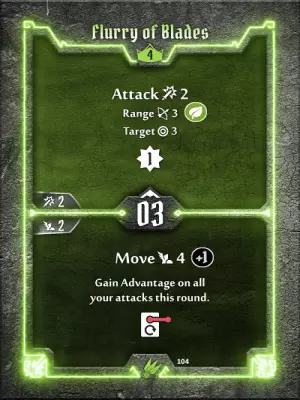 Flurry of Blades
4
Attack 2
Range 3
Target 3
1
2
2
03
Move 4 +1
Gain Advantage on all
your attacks this round.
104